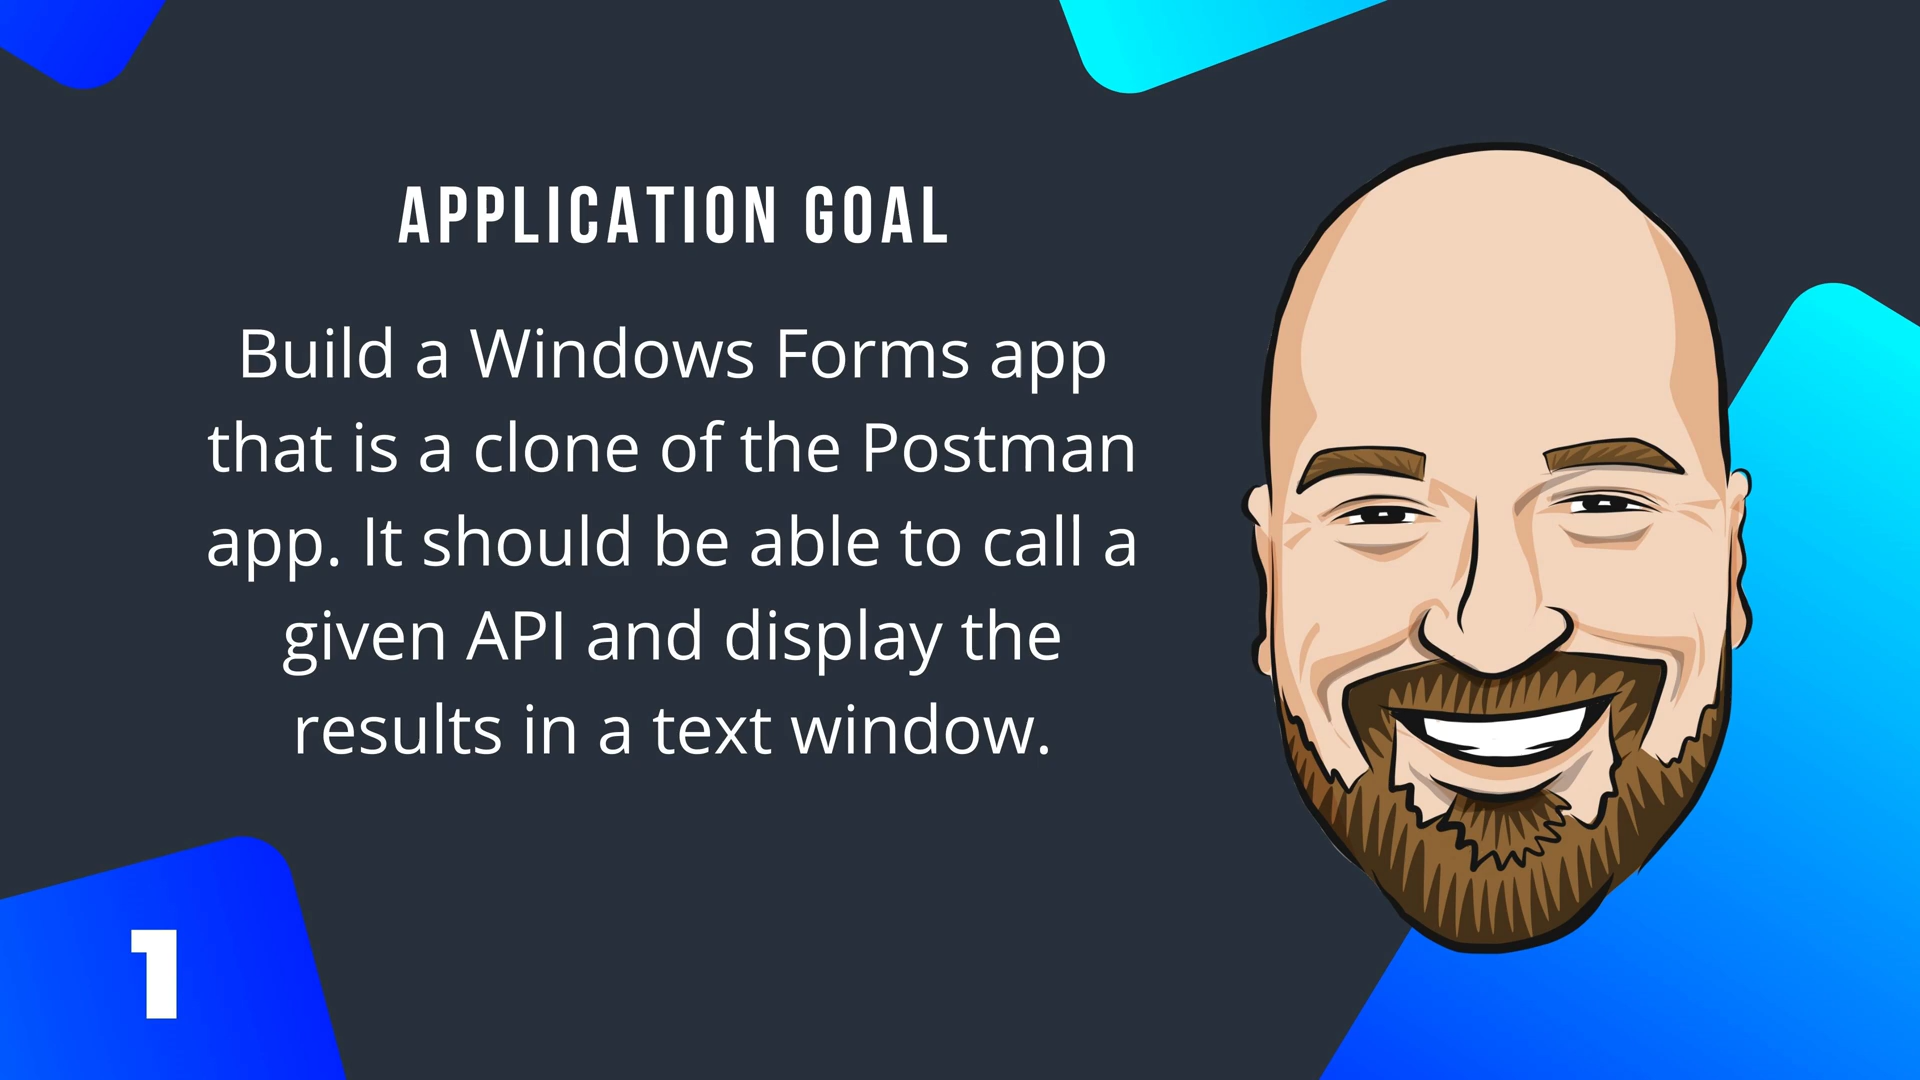 APPLICATION GOAL
Build a Windows Forms app
that is a clone of the Postman
app. It should be able to call a
given API and display the
results in a text window.
1